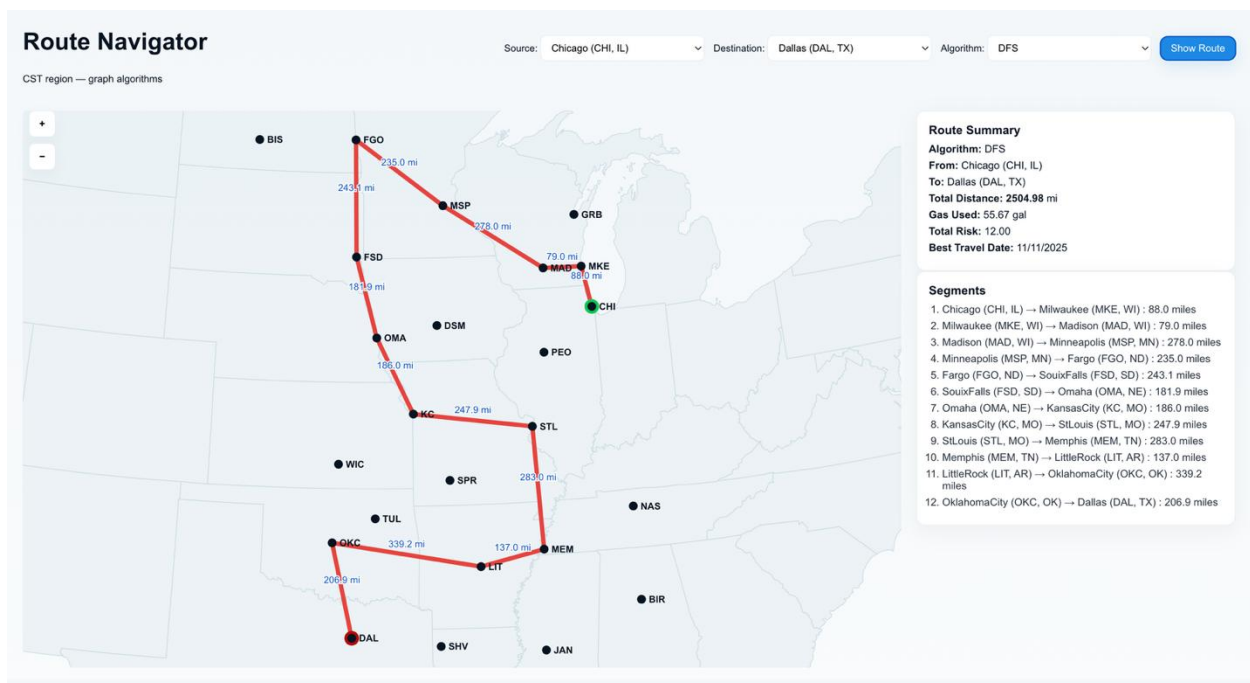 Route Navigator
Source: Chicago (CHI, IL) Destination: Dallas (DAL, TX) Algorithm: DFS Show Route
CST region — graph algorithms
+
−
BIS
FGO
235.0 mi
243.1 mi
MSP
GRB
278.0 mi
FSD
79.0 mi
MAD
MKE
88.0 mi
181.9 mi
CHI
DSM
OMA
PEO
186.0 mi
KC
247.9 mi
STL
WIC
SPR
283.0 mi
NAS
TUL
OKC
339.2 mi
137.0 mi
MEM
LIT
206.9 mi
BIR
DAL
SHV
JAN
Route Summary
Algorithm: DFS
From: Chicago (CHI, IL)
To: Dallas (DAL, TX)
Total Distance: 2504.98 mi
Gas Used: 55.67 gal
Total Risk: 12.00
Best Travel Date: 11/11/2025
Segments
1. Chicago (CHI, IL) → Milwaukee (MKE, WI) : 88.0 miles
2. Milwaukee (MKE, WI) → Madison (MAD, WI) : 79.0 miles
3. Madison (MAD, WI) → Minneapolis (MSP, MN) : 278.0 miles
4. Minneapolis (MSP, MN) → Fargo (FGO, ND) : 235.0 miles
5. Fargo (FGO, ND) → SouixFalls (FSD, SD) : 243.1 miles
6. SouixFalls (FSD, SD) → Omaha (OMA, NE) : 181.9 miles
7. Omaha (OMA, NE) → KansasCity (KC, MO) : 186.0 miles
8. KansasCity (KC, MO) → StLouis (STL, MO) : 247.9 miles
9. StLouis (STL, MO) → Memphis (MEM, TN) : 283.0 miles
10. Memphis (MEM, TN) → LittleRock (LIT, AR) : 137.0 miles
11. LittleRock (LIT, AR) → OklahomaCity (OKC, OK) : 339.2
miles
12. OklahomaCity (OKC, OK) → Dallas (DAL, TX) : 206.9 miles